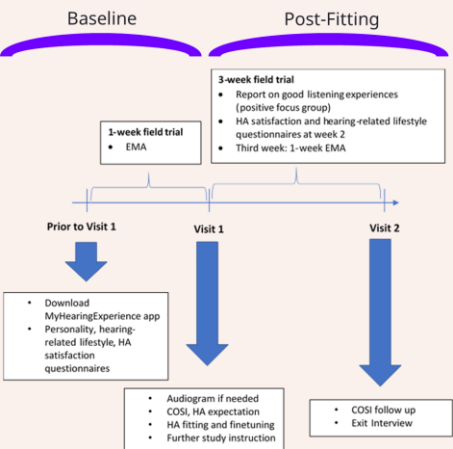 Baseline
Post-Fitting
3-week field trial
• Report on good listening experiences
(positive focus group)
• HA satisfaction and hearing-related lifestyle
questionnaires at week 2
• Third week: 1-week EMA
1-week field trial
• EMA
Prior to Visit 1
Visit 1
Visit 2
• Download
MyHearingExperience app
• Personality, hearing-
related lifestyle, HA
satisfaction
questionnaires
• Audiogram if needed
• COSI, HA expectation
• HA fitting and finetuning
• Further study instruction
• COSI follow up
• Exit Interview